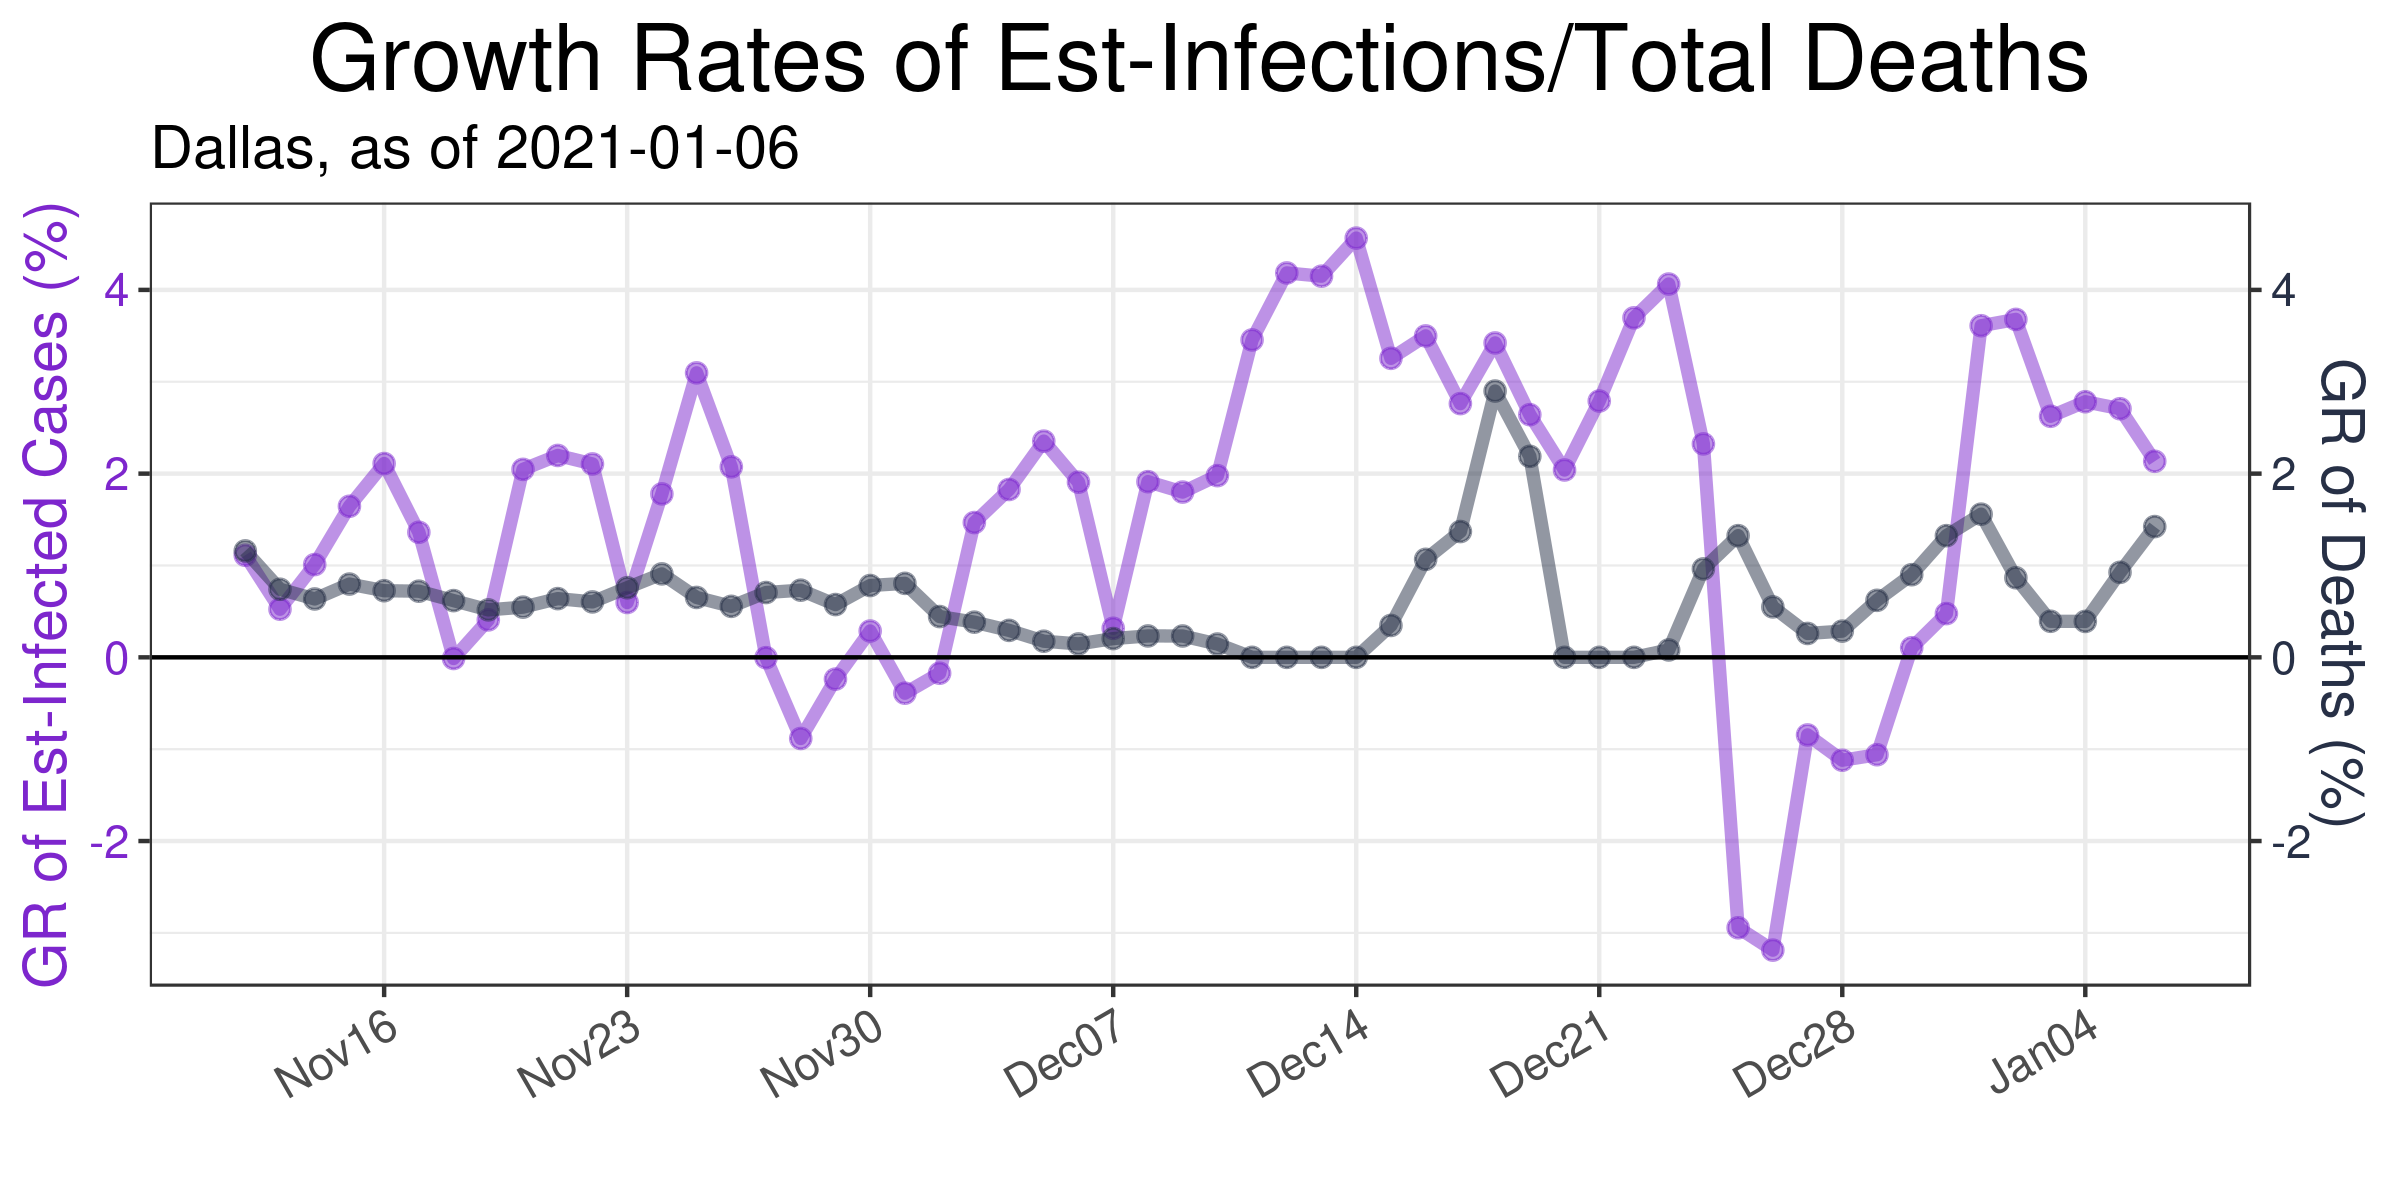 Growth Rates of Est-Infections/Total Deaths
Dallas, as of 2021-01-06
GR of Est-Infected Cases (%)
4
2
0
-2
4
2
0
-2
GR of Deaths (%)
Nov16
Nov23
Nov30
Dec07
Dec14
Dec21
Dec28
Jan04